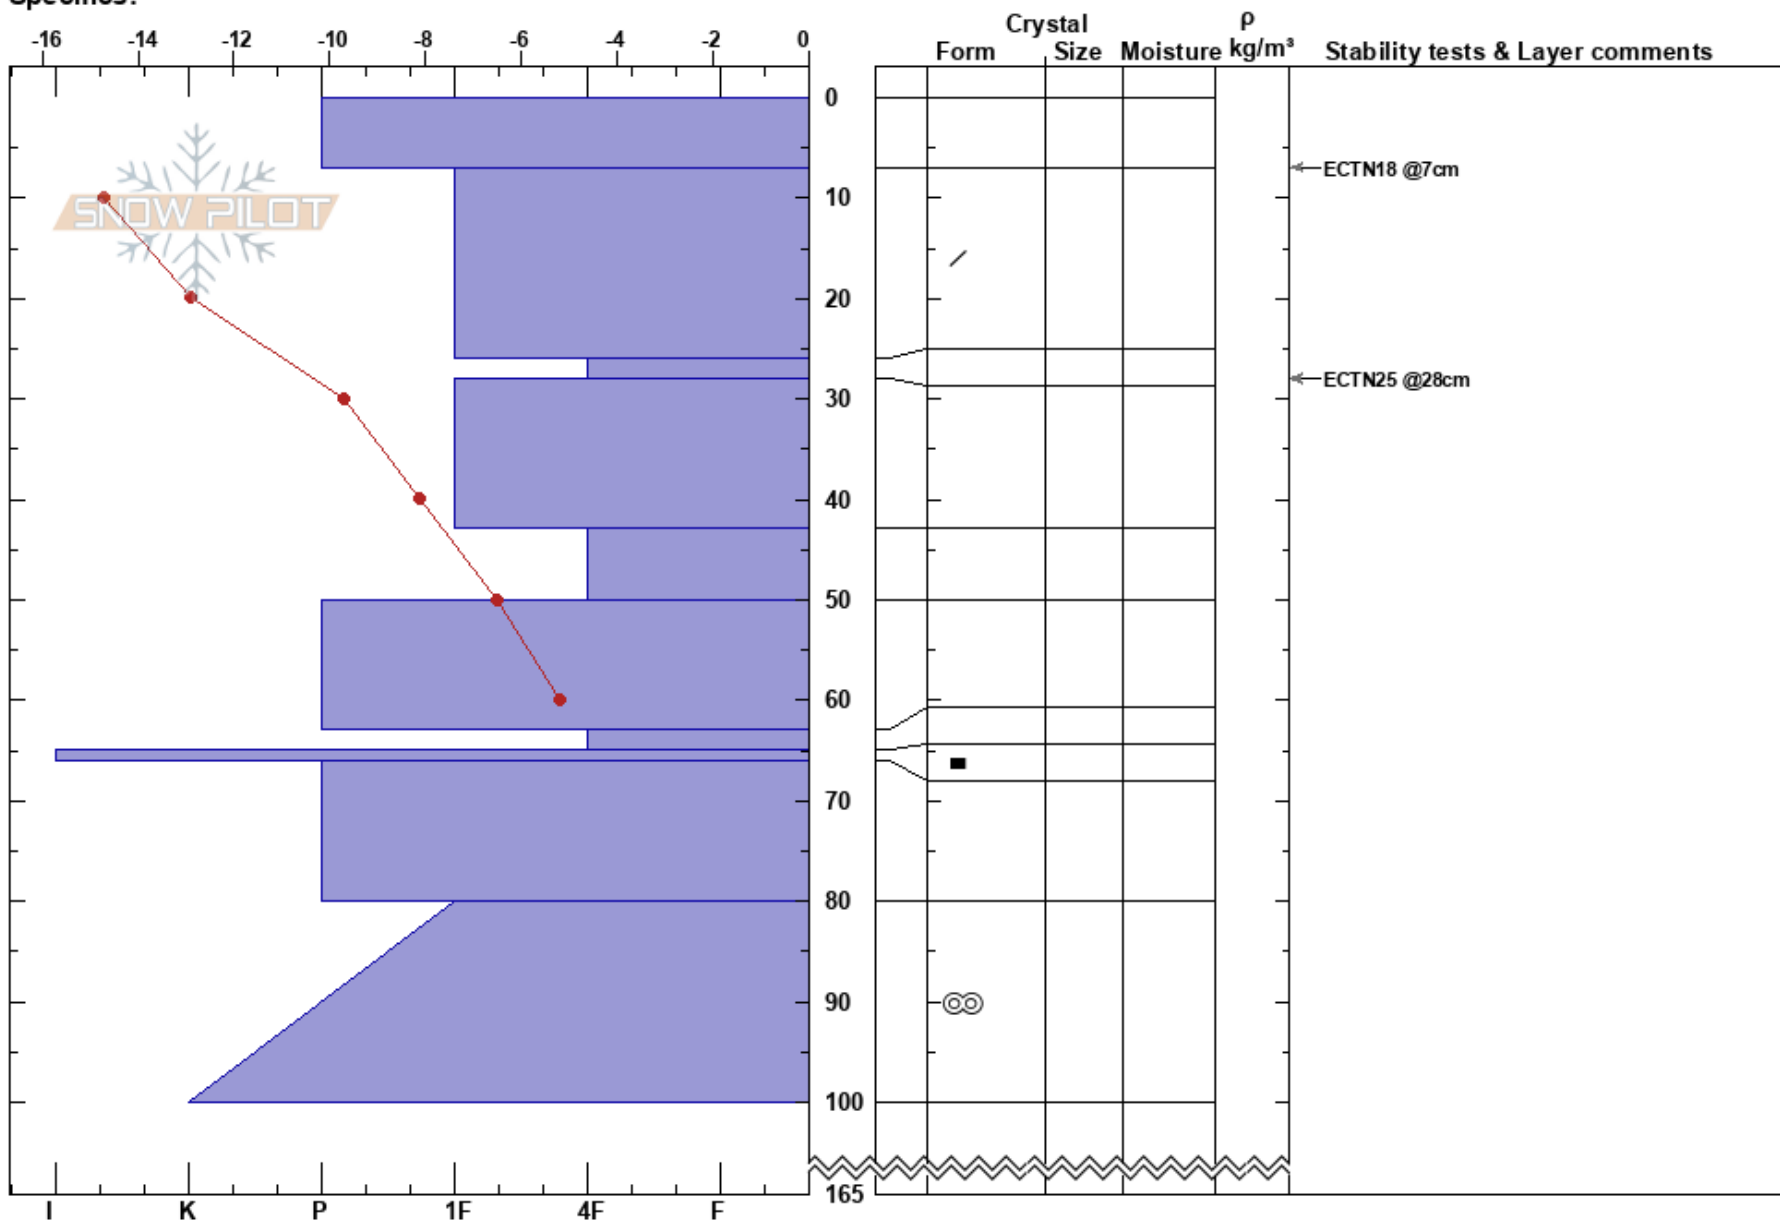 -16 -14 -12 -10 -8 -6 -4 -2 0
Crystal
ρ
Form Size Moisture kg/m³ Stability tests & Layer comments
0
ECTN18 @7cm
10
SNOW PILOT
20
ECTN25 @28cm
30
40
50
60
70
80
90
100
165
I K P 1F 4F F